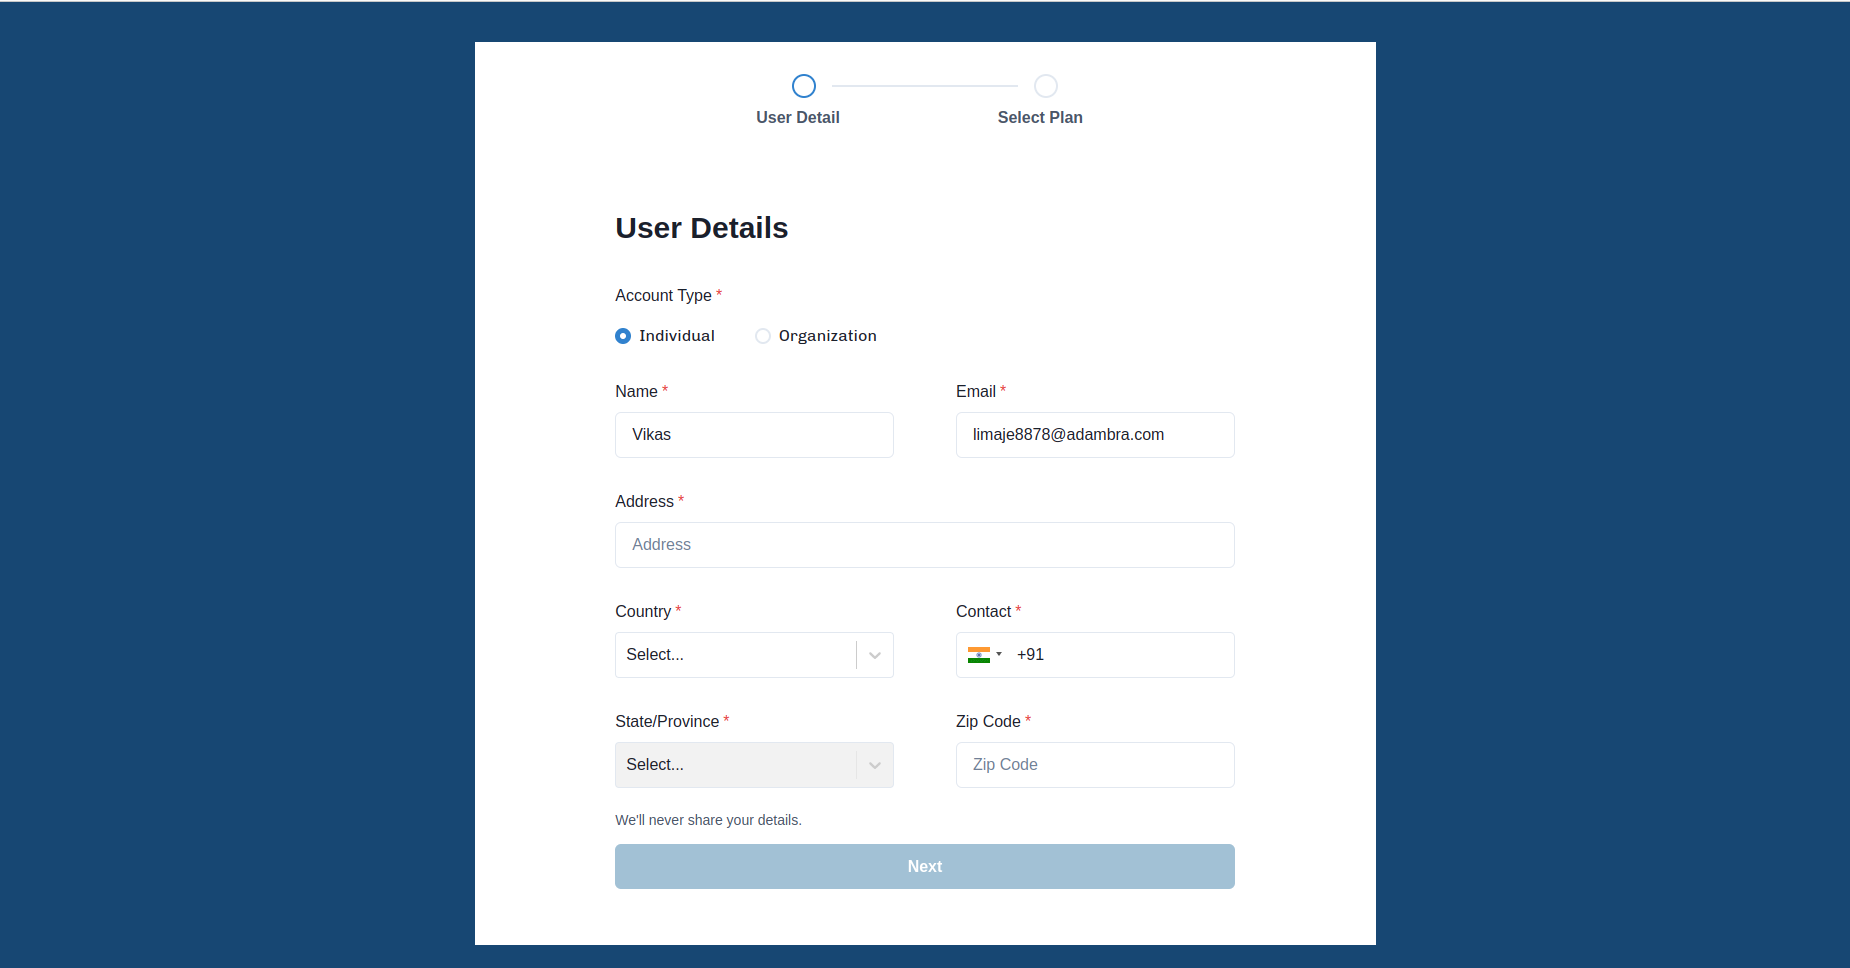 User Detail
Select Plan
User Details
Account Type *
Individual
Organization
Name *
Email *
Vikas
limaje8878@adambra.com
Address *
Address
Country *
Contact *
Select...
+91
State/Province *
Zip Code *
Select...
Zip Code
We'll never share your details.
Next